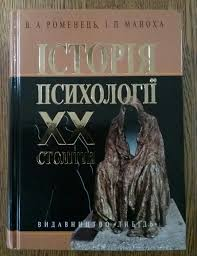 В. А. РОМЕНЕЦЬ, І. П. МАНОХА
ІСТОРІЯ
ПСИХОЛОГІЇ
XX
СТОЛІТТЯ
ВИДАВНИЦТВО «ЛИБІДЬ»